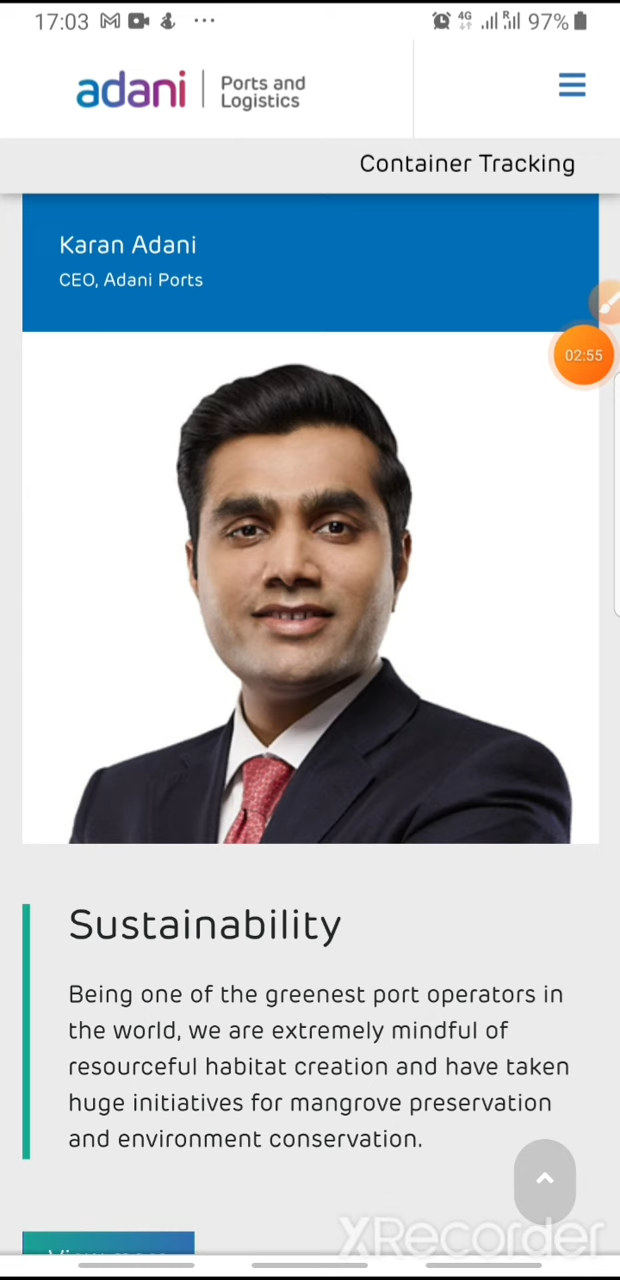 17:03
4G
R
97%
adani
Ports and
Logistics
Container Tracking
Karan Adani
CEO, Adani Ports
02:55
Sustainability
Being one of the greenest port operators in
the world, we are extremely mindful of
resourceful habitat creation and have taken
huge initiatives for mangrove preservation
and environment conservation.
XRecorder